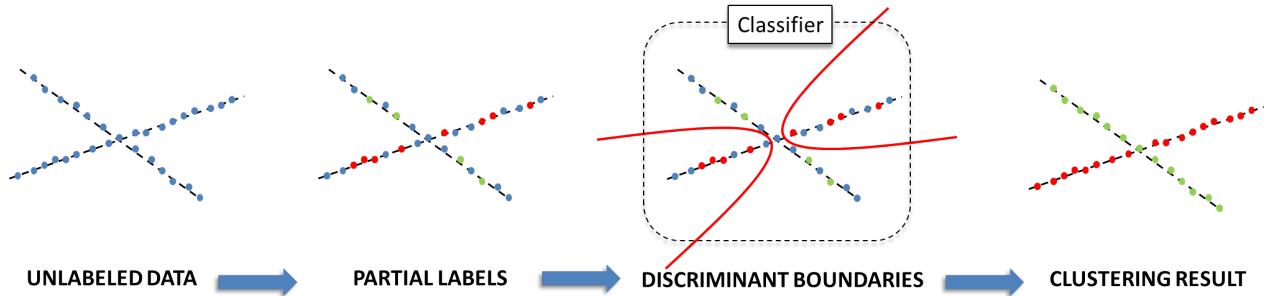 Classifier
UNLABELED DATA
PARTIAL LABELS
DISCRIMINANT BOUNDARIES
CLUSTERING RESULT